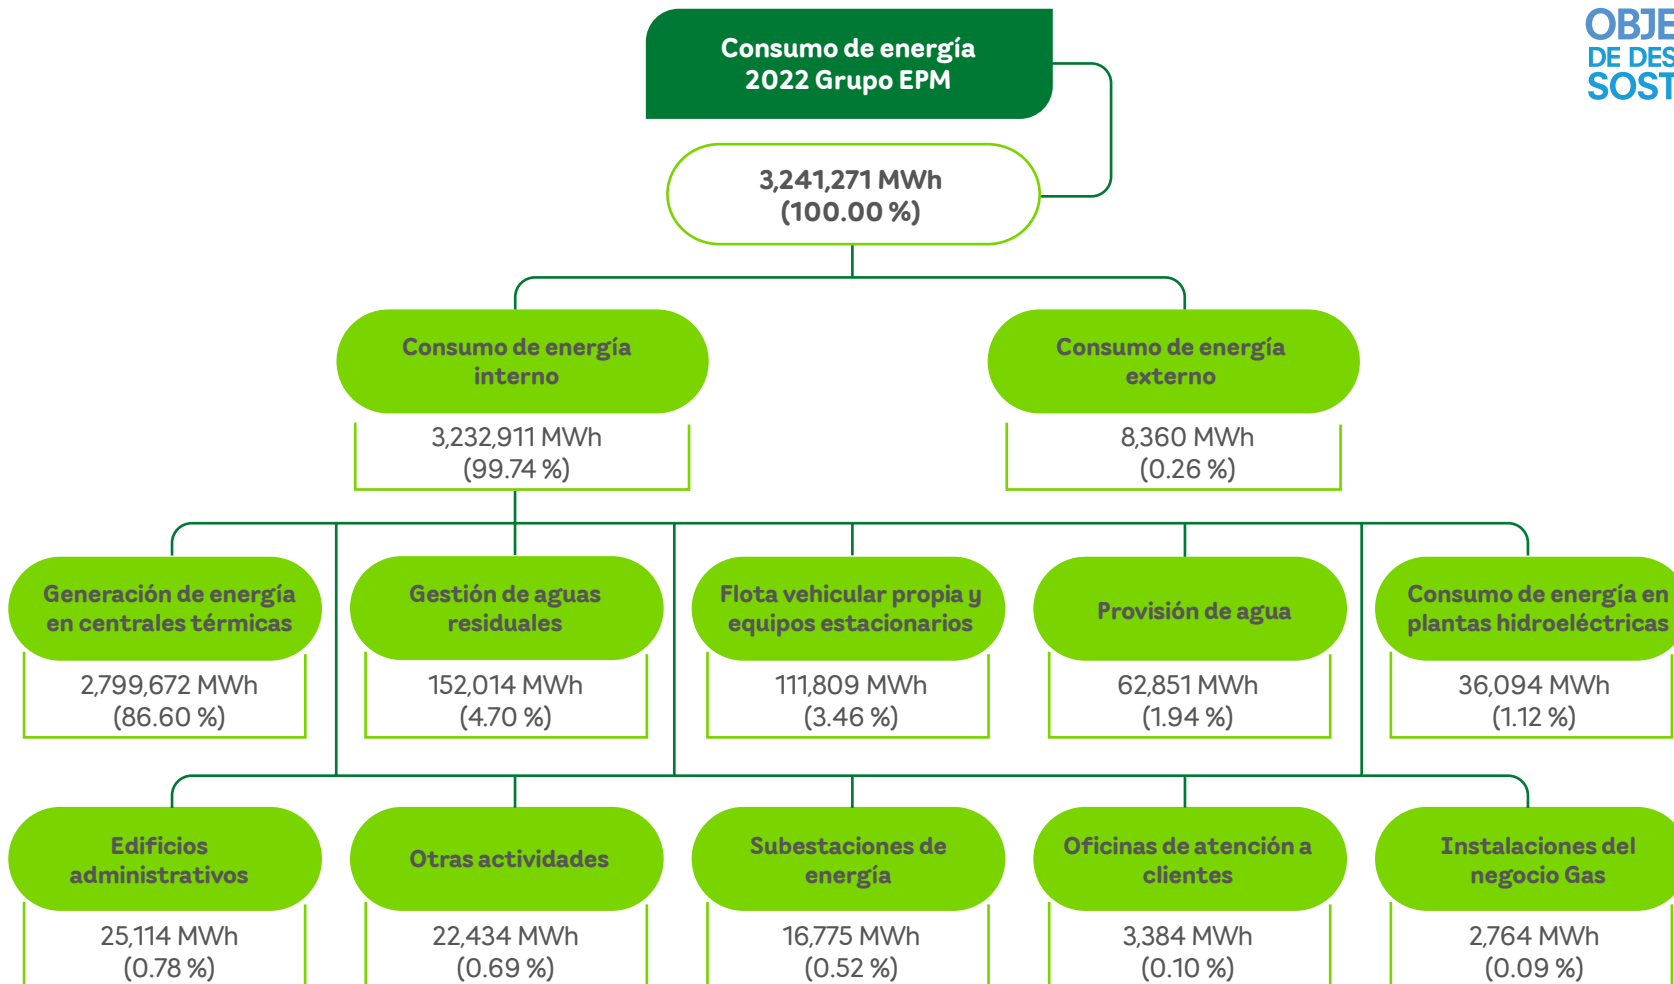 Consumo de energía
2022 Grupo EPM
OBJE
DE DES
SOST
3,241,271 MWh
(100.00 %)
Consumo de energía
interno
Consumo de energía
externo
3,232,911 MWh
(99.74 %)
8,360 MWh
(0.26 %)
Generación de energía
en centrales térmicas
2,799,672 MWh
(86.60 %)
Gestión de aguas
residuales
152,014 MWh
(4.70 %)
Flota vehicular propia y
equipos estacionarios
111,809 MWh
(3.46 %)
Provisión de agua
62,851 MWh
(1.94 %)
Consumo de energía en
plantas hidroeléctricas
36,094 MWh
(1.12 %)
Edificios
administrativos
25,114 MWh
(0.78 %)
Otras actividades
22,434 MWh
(0.69 %)
Subestaciones de
energía
16,775 MWh
(0.52 %)
Oficinas de atención a
clientes
3,384 MWh
(0.10 %)
Instalaciones del
negocio Gas
2,764 MWh
(0.09 %)